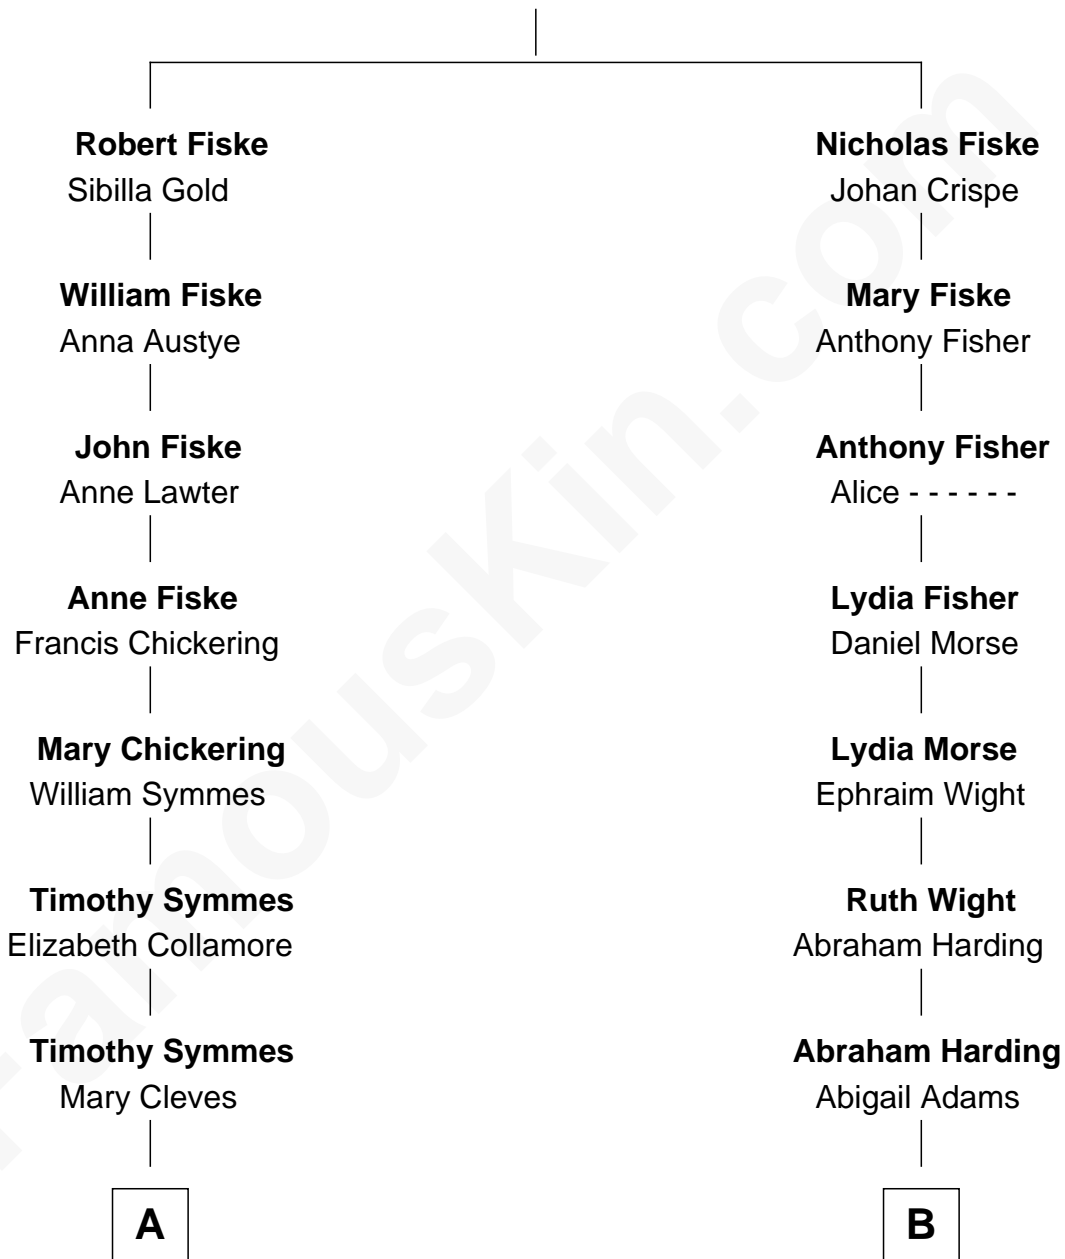 Robert Fiske
Sibilla Gold
William Fiske
Anna Austye
John Fiske
Anne Lawter
Anne Fiske
Francis Chickering
Mary Chickering
William Symmes
Timothy Symmes
Elizabeth Collamore
Timothy Symmes
Mary Cleves
A
Nicholas Fiske
Johan Crispe
Mary Fiske
Anthony Fisher
Anthony Fisher
Alice - - - - - -
Lydia Fisher
Daniel Morse
Lydia Morse
Ephraim Wight
Ruth Wight
Abraham Harding
Abraham Harding
Abigail Adams
B
FamousKin.com